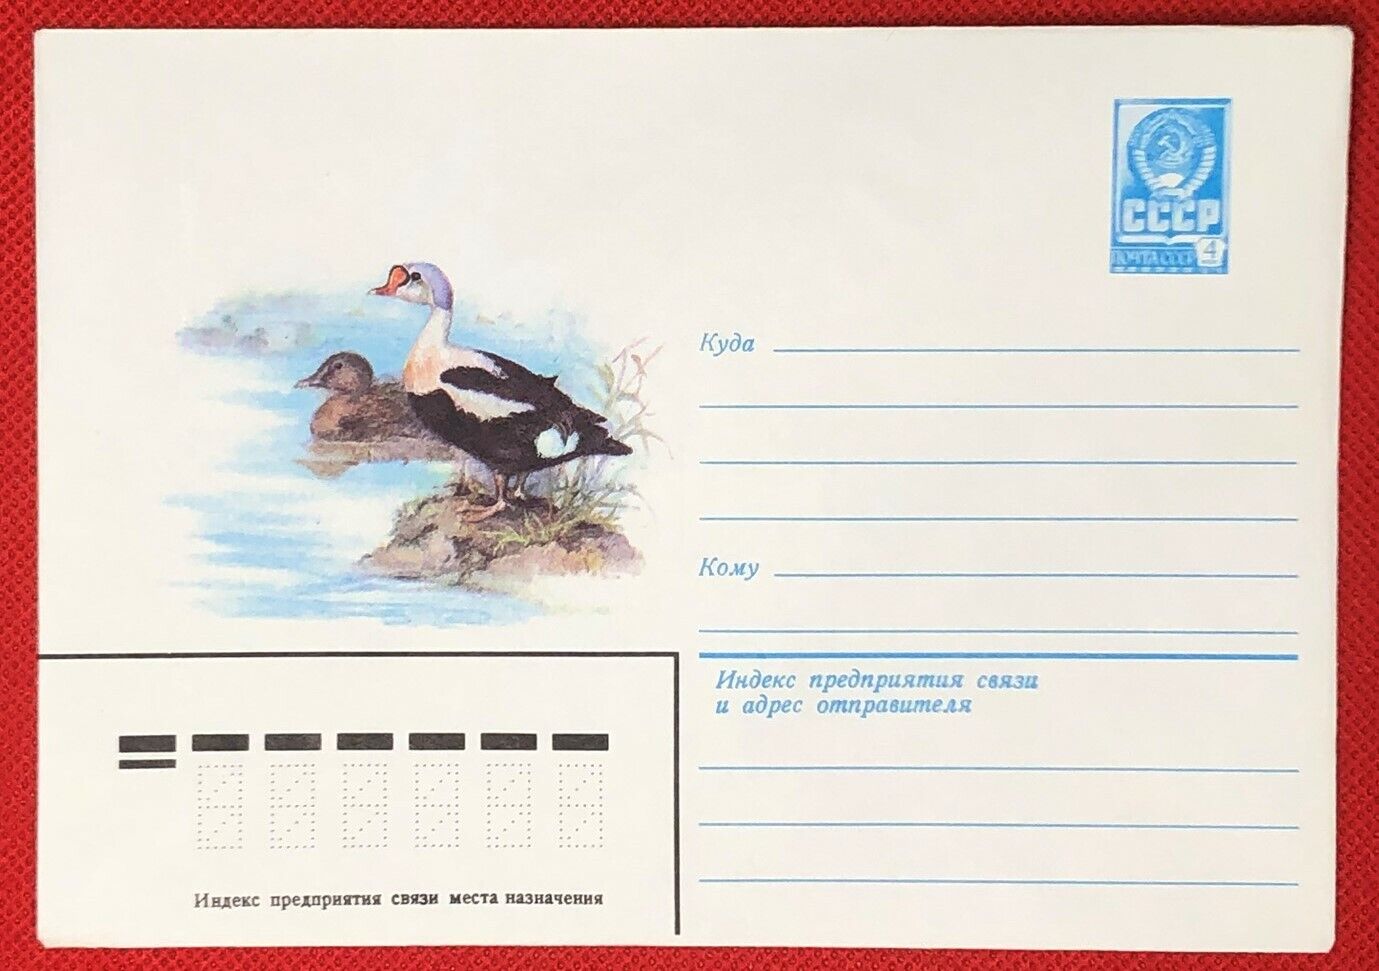 СССР
ПОЧТА СССР 4
Куда
Кому
Индекс предприятия связи
и адрес отправителя
Индекс предприятия связи места назначения